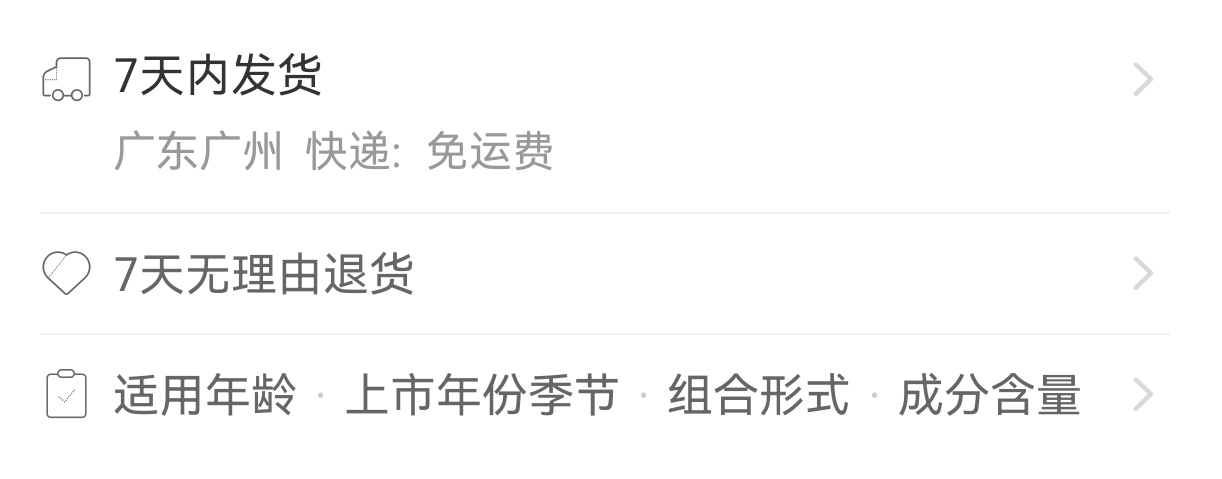 7天内发货
广东广州 快递: 免运费
7天无理由退货
适用年龄 · 上市年份季节 · 组合形式 · 成分含量